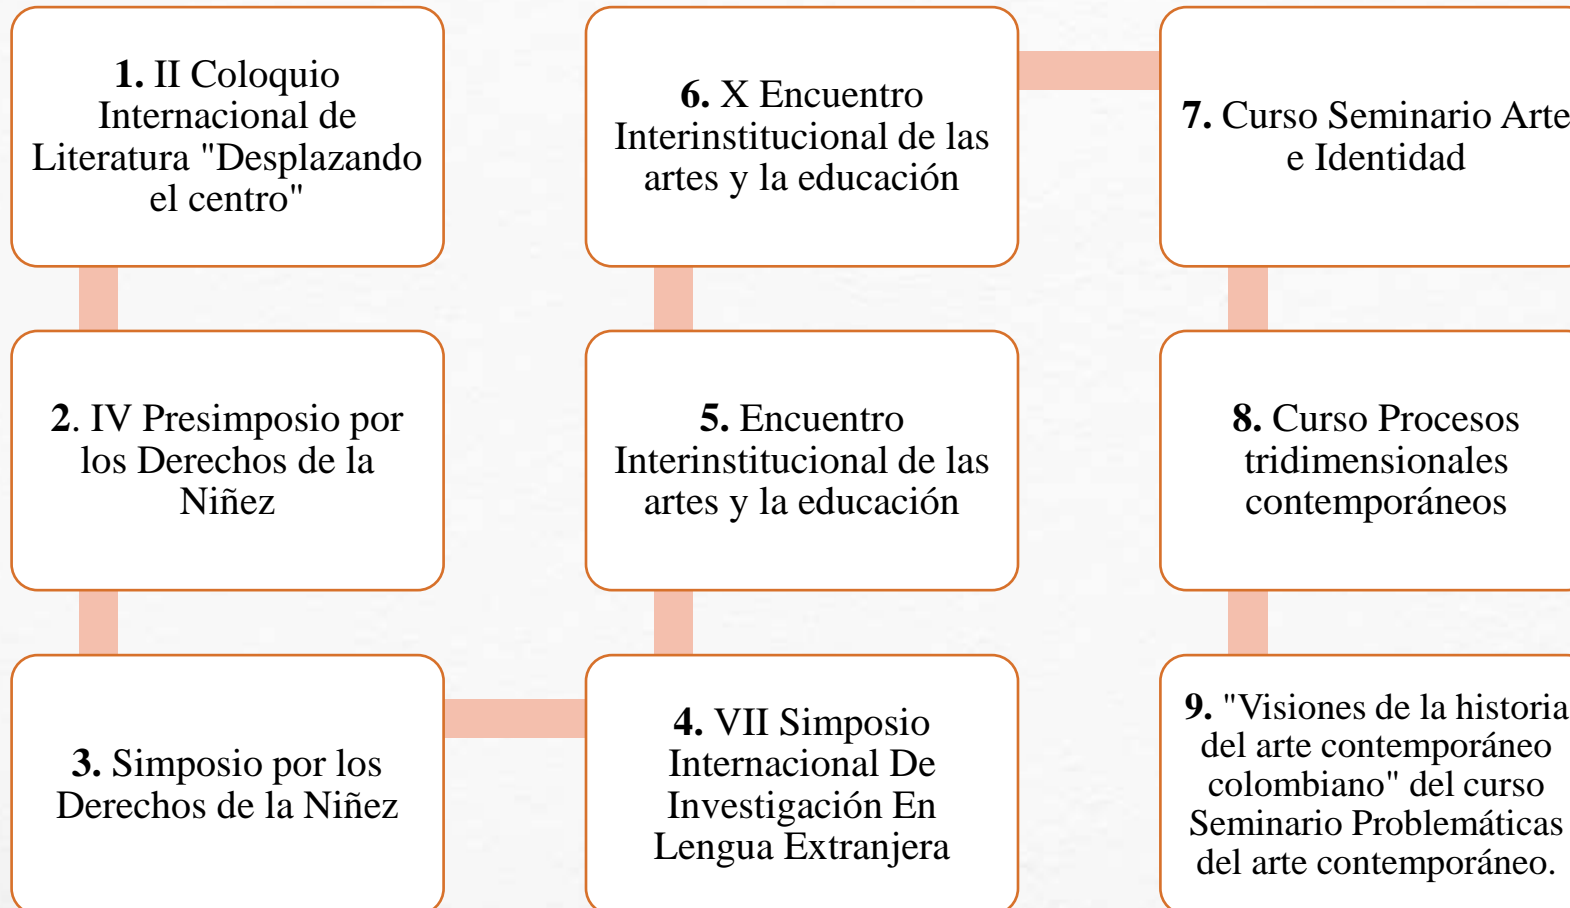 1. II Coloquio
Internacional de
Literatura "Desplazando
el centro"
2. IV Presimposio por
los Derechos de la
Niñez
3. Simposio por los
Derechos de la Niñez
4. VII Simposio
Internacional De
Investigación En
Lengua Extranjera
5. Encuentro
Interinstitucional de las
artes y la educación
6. X Encuentro
Interinstitucional de las
artes y la educación
7. Curso Seminario Arte
e Identidad
8. Curso Procesos
tridimensionales
contemporáneos
9. "Visiones de la historia
del arte contemporáneo
colombiano" del curso
Seminario Problemáticas
del arte contemporáneo.